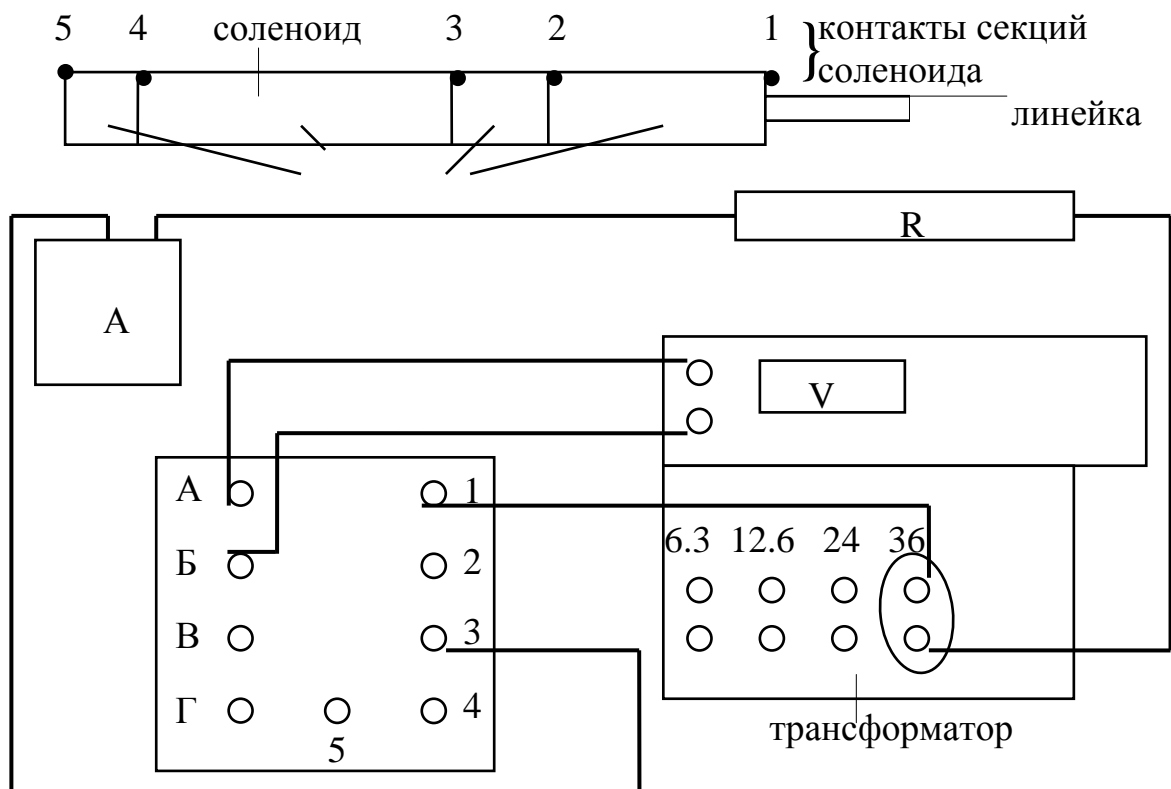 5 4 соленоид 3 2 1 контакты секций
соленоида
линейка
R
А
V
А 1
6.3 12.6 24 36
Б 2
В 3
Г 4
5
трансформатор